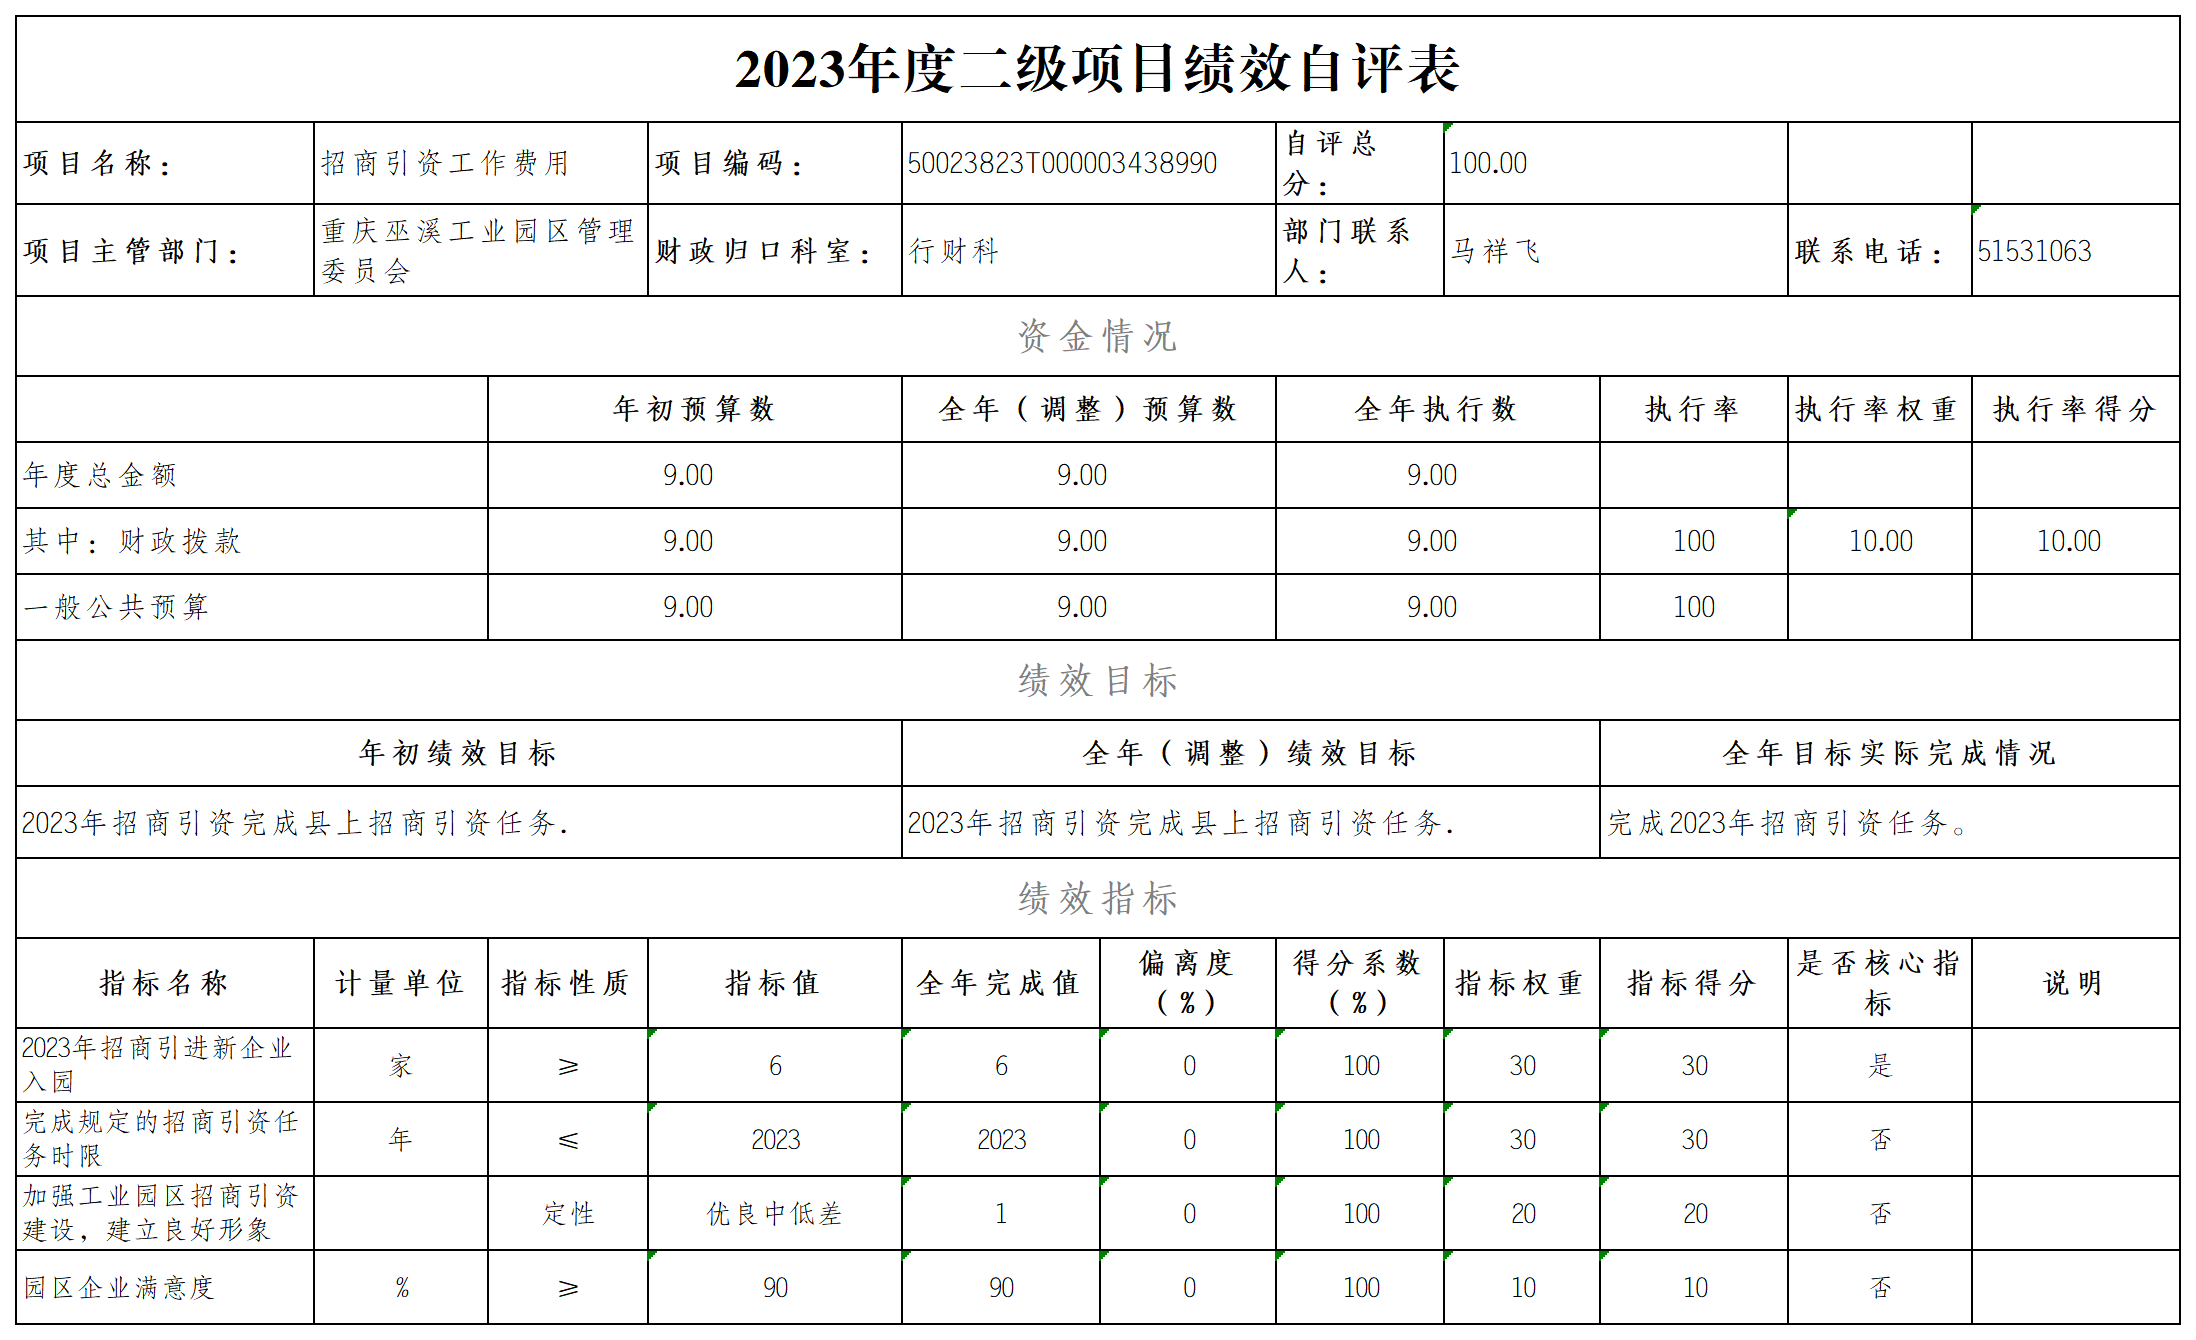 2023年度二级项目绩效自评表
项目名称： 招商引资工作费用 项目编码： 50023823T000003438990 自评总分： 100.00
项目主管部门： 重庆巫溪工业园区管理委员会 财政归口科室： 行财科 部门联系人： 马祥飞 联系电话： 51531063
资金情况
年初预算数 全年（调整）预算数 全年执行数 执行率 执行率权重 执行率得分
年度总金额 9.00 9.00 9.00
其中：财政拨款 9.00 9.00 9.00 100 10.00 10.00
一般公共预算 9.00 9.00 9.00 100
绩效目标
年初绩效目标 全年（调整）绩效目标 全年目标实际完成情况
2023年招商引资完成县上招商引资任务. 2023年招商引资完成县上招商引资任务. 完成2023年招商引资任务。
绩效指标
指标名称 计量单位 指标性质 指标值 全年完成值 偏离度（%） 得分系数（%） 指标权重 指标得分 是否核心指标 说明
2023年招商引进新企业入园 家 ≥ 6 6 0 100 30 30 是
完成规定的招商引资任务时限 年 ≤ 2023 2023 0 100 30 30 否
加强工业园区招商引资建设，建立良好形象 定性 优良中低差 1 0 100 20 20 否
园区企业满意度 % ≥ 90 90 0 100 10 10 否